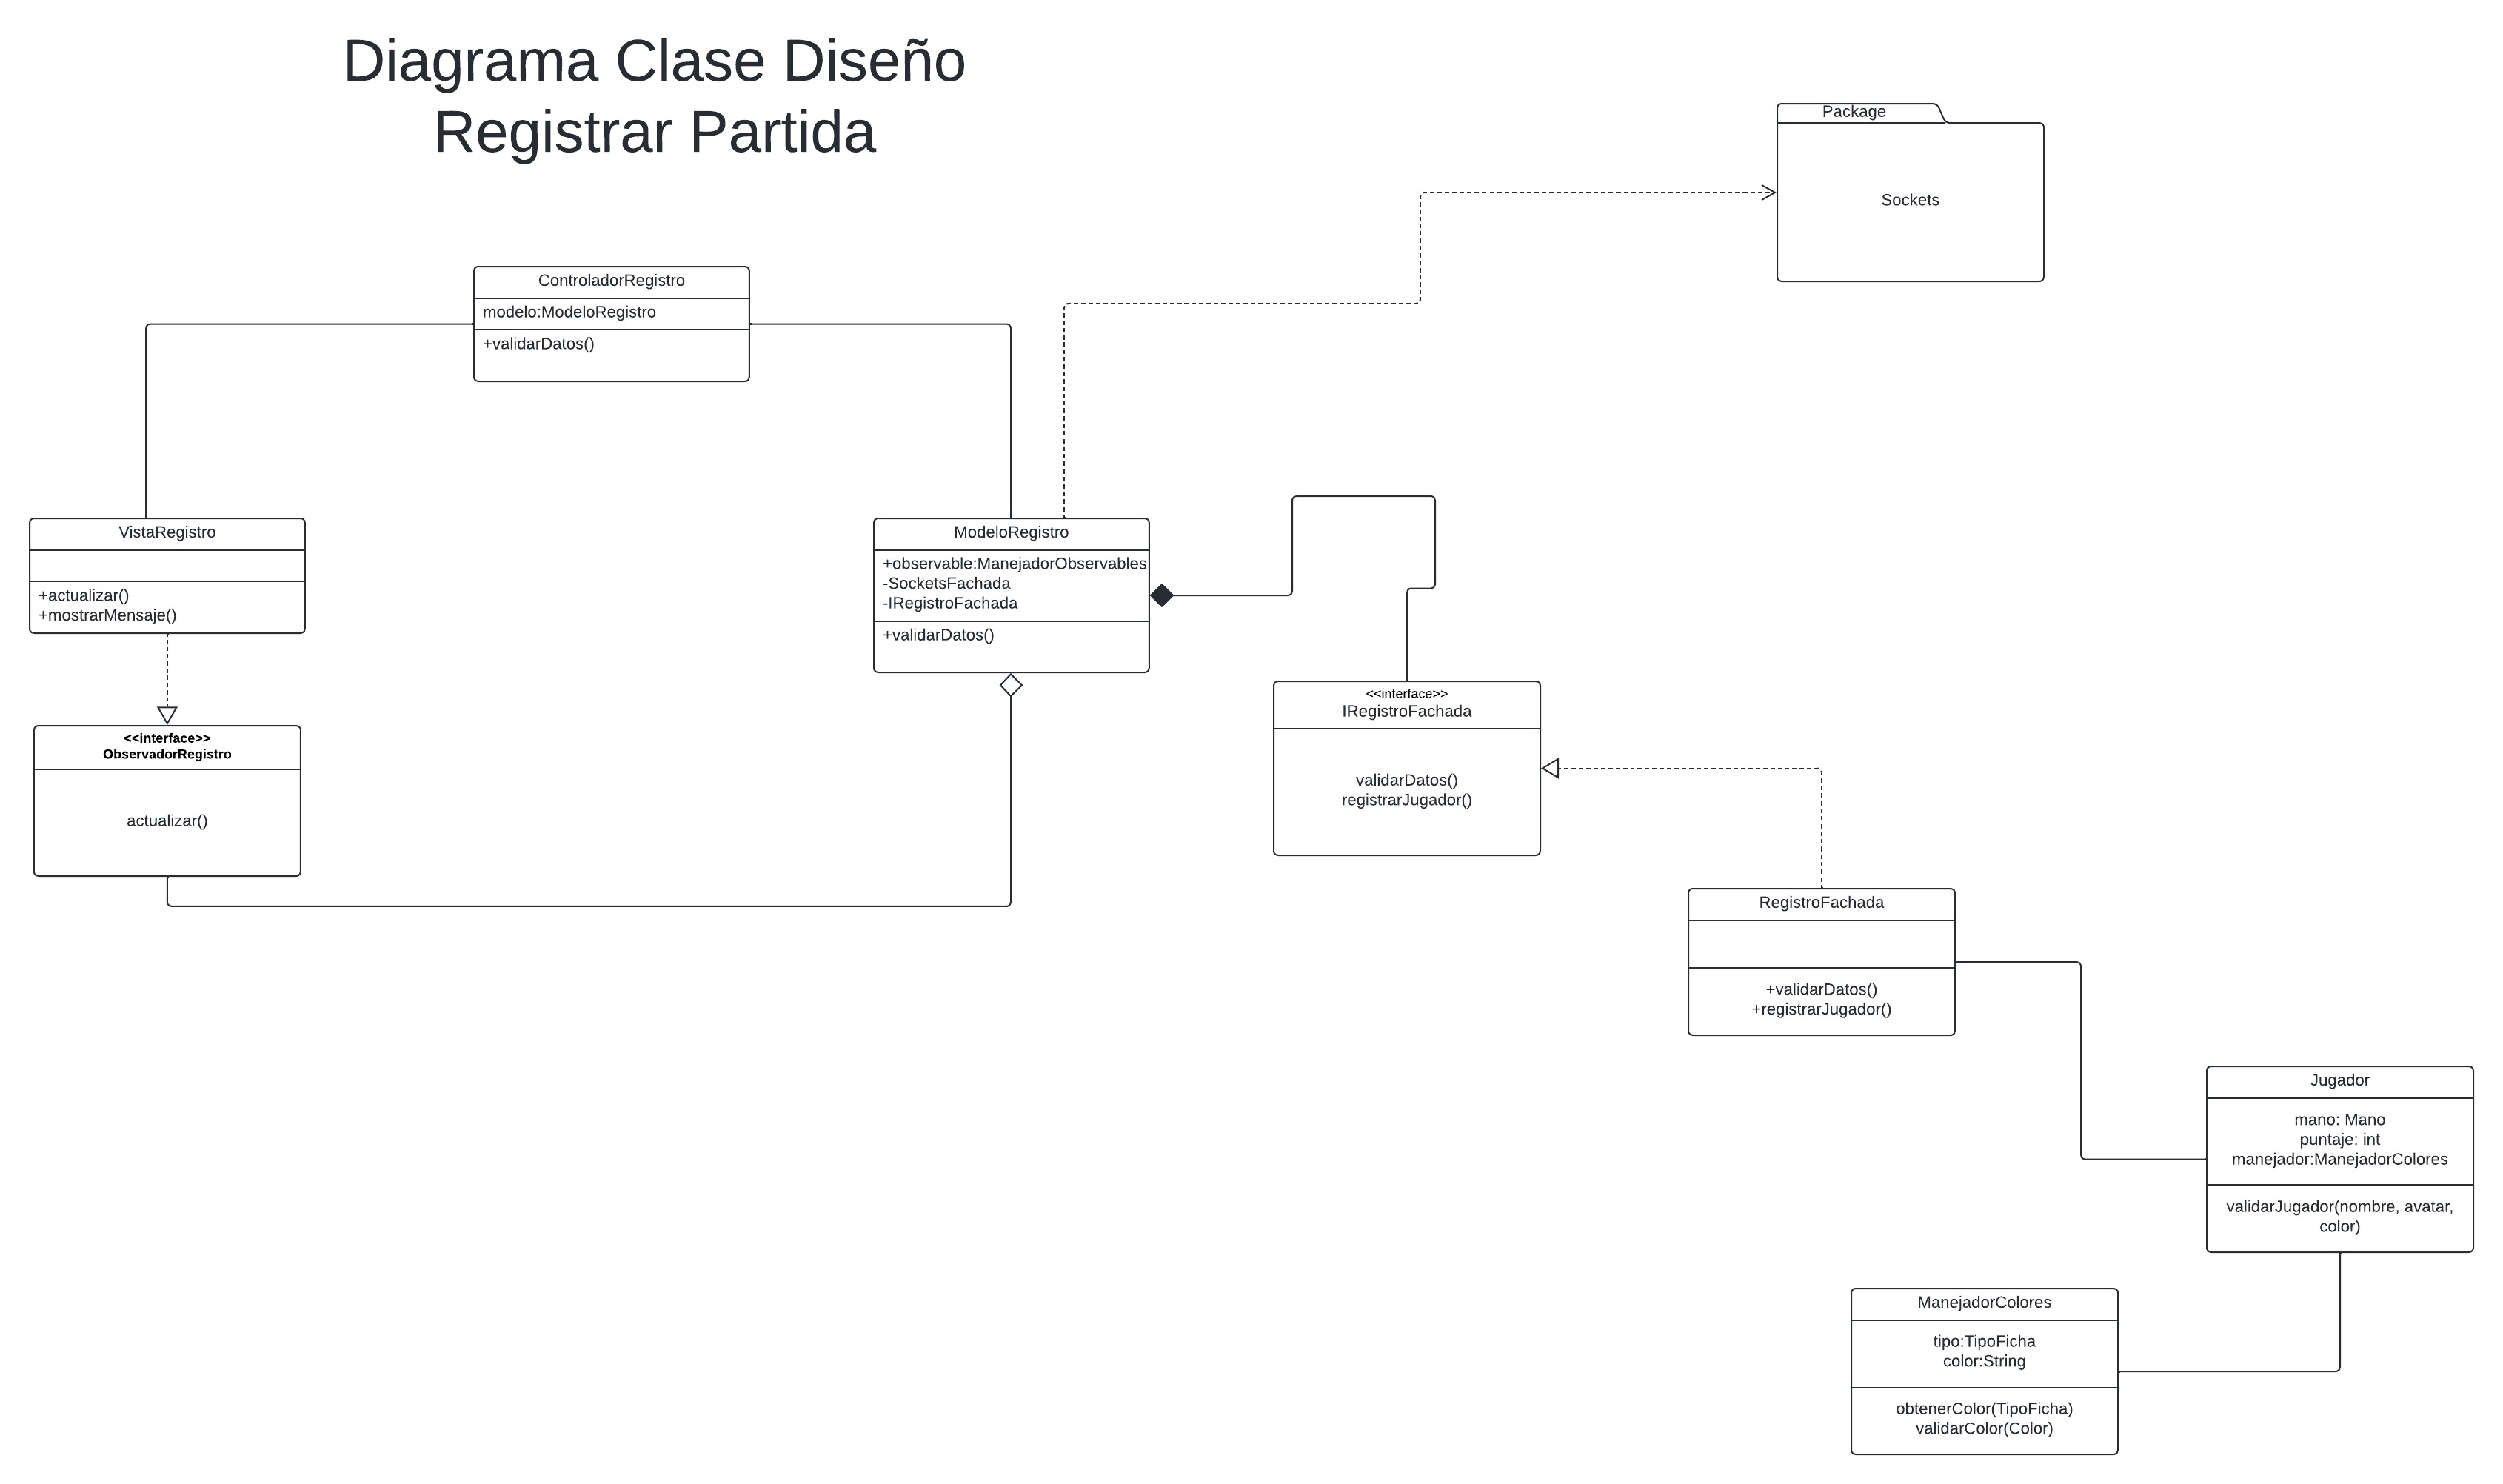 Diagrama Clase Diseño
Registrar Partida
Package
Sockets
ControladorRegistro
modelo:ModeloRegistro
+validarDatos()
VistaRegistro
+actualizar()
+mostrarMensaje()
ModeloRegistro
+observable:ManejadorObservables
-SocketsFachada
-IRegistroFachada
+validarDatos()
<<interface>>
ObservadorRegistro
actualizar()
<<interface>>
IRegistroFachada
validarDatos()
registrarJugador()
RegistroFachada
+validarDatos()
+registrarJugador()
Jugador
mano: Mano
puntaje: int
manejador:ManejadorColores
validarJugador(nombre, avatar,
color)
ManejadorColores
tipo:TipoFicha
color:String
obtenerColor(TipoFicha)
validarColor(Color)